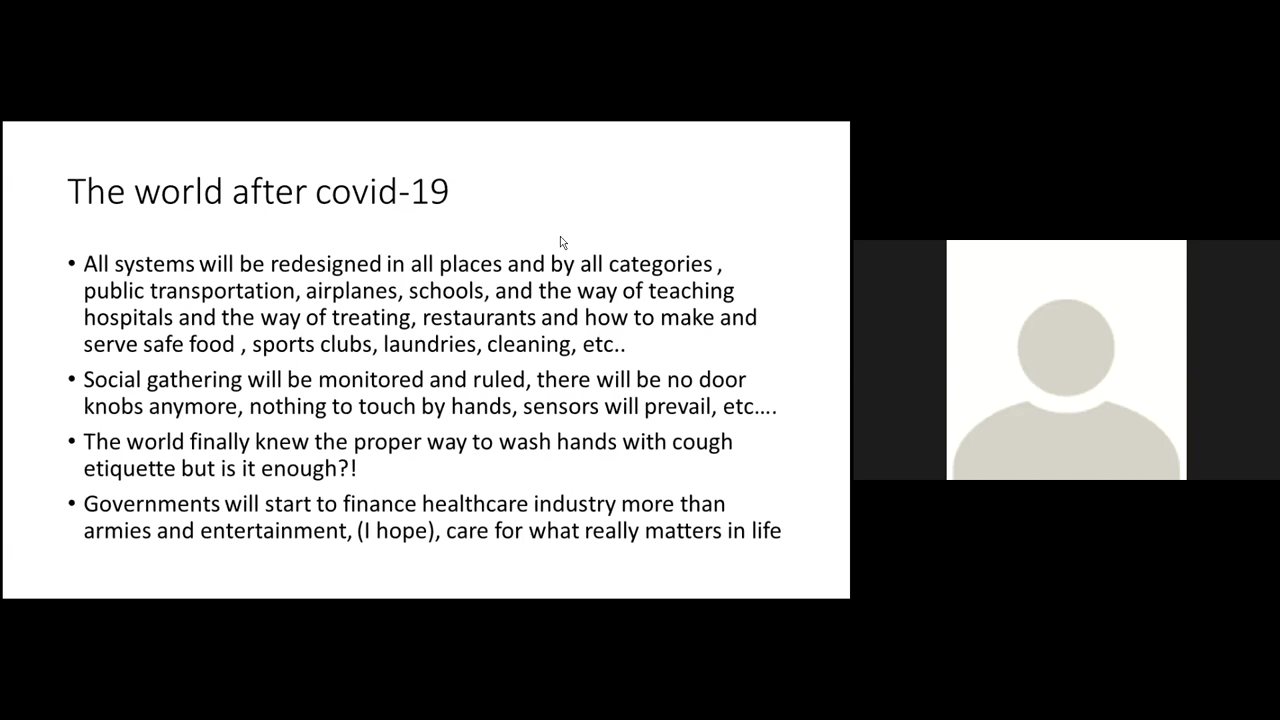 The world after covid-19
• All systems will be redesigned in all places and by all categories ,
public transportation, airplanes, schools, and the way of teaching
hospitals and the way of treating, restaurants and how to make and
serve safe food , sports clubs, laundries, cleaning, etc..
• Social gathering will be monitored and ruled, there will be no door
knobs anymore, nothing to touch by hands, sensors will prevail, etc….
• The world finally knew the proper way to wash hands with cough
etiquette but is it enough?!
• Governments will start to finance healthcare industry more than
armies and entertainment, (I hope), care for what really matters in life